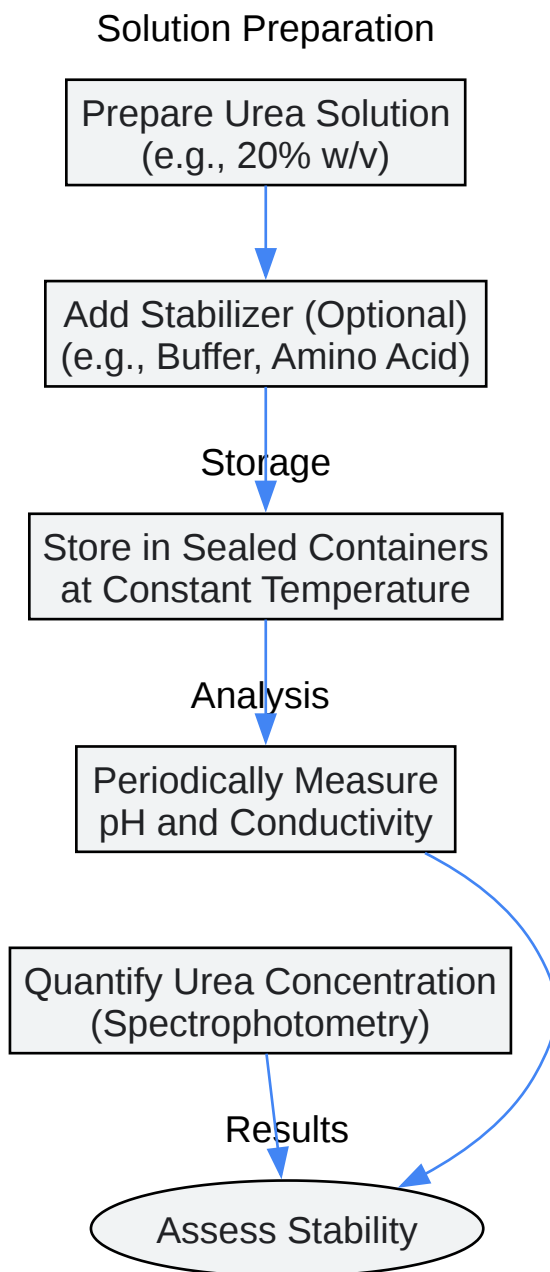 Solution Preparation
Prepare Urea Solution
(e.g., 20% w/v)
Add Stabilizer (Optional)
(e.g., Buffer, Amino Acid)
Storage
Store in Sealed Containers
at Constant Temperature
Analysis
Periodically Measure
pH and Conductivity
Quantify Urea Concentration
(Spectrophotometry)
Results
Assess Stability